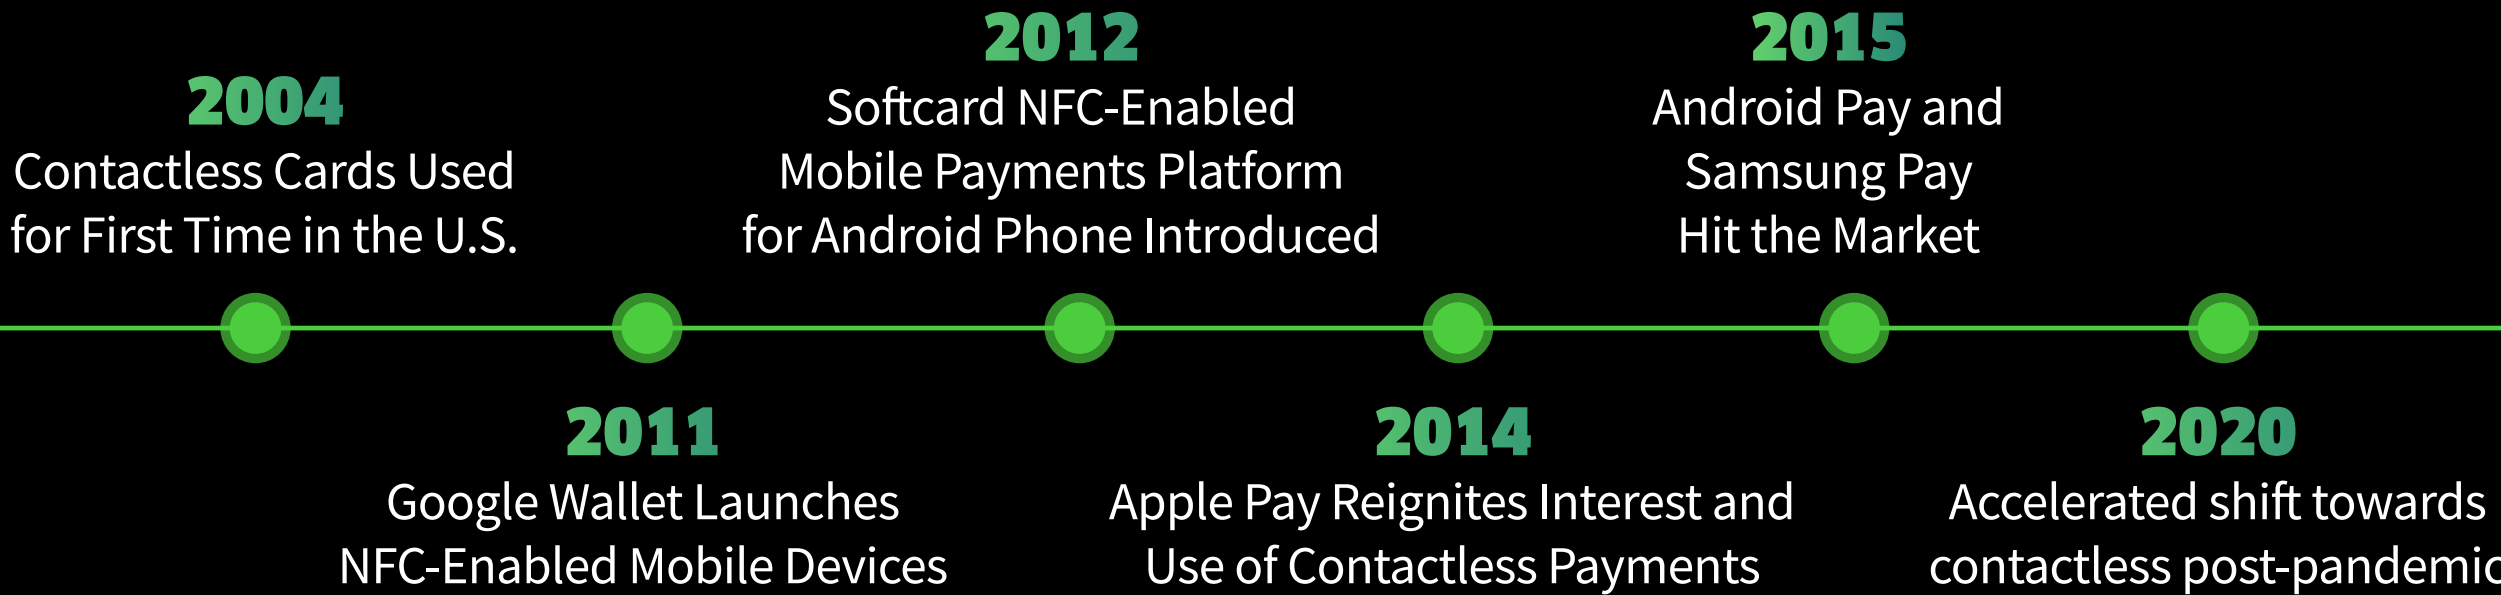 2004
Contactless Cards Used
for First Time in the U.S.
2011
Google Wallet Launches
NFC-Enabled Mobile Devices
2012
Softcard NFC-Enabled
Mobile Payments Platform
for Android Phone Introduced
2014
Apple Pay Reignites Interest and
Use of Contactless Payments
2015
Android Pay and
Samsung Pay
Hit the Market
2020
Accelerated shift towards
contactless post-pandemic